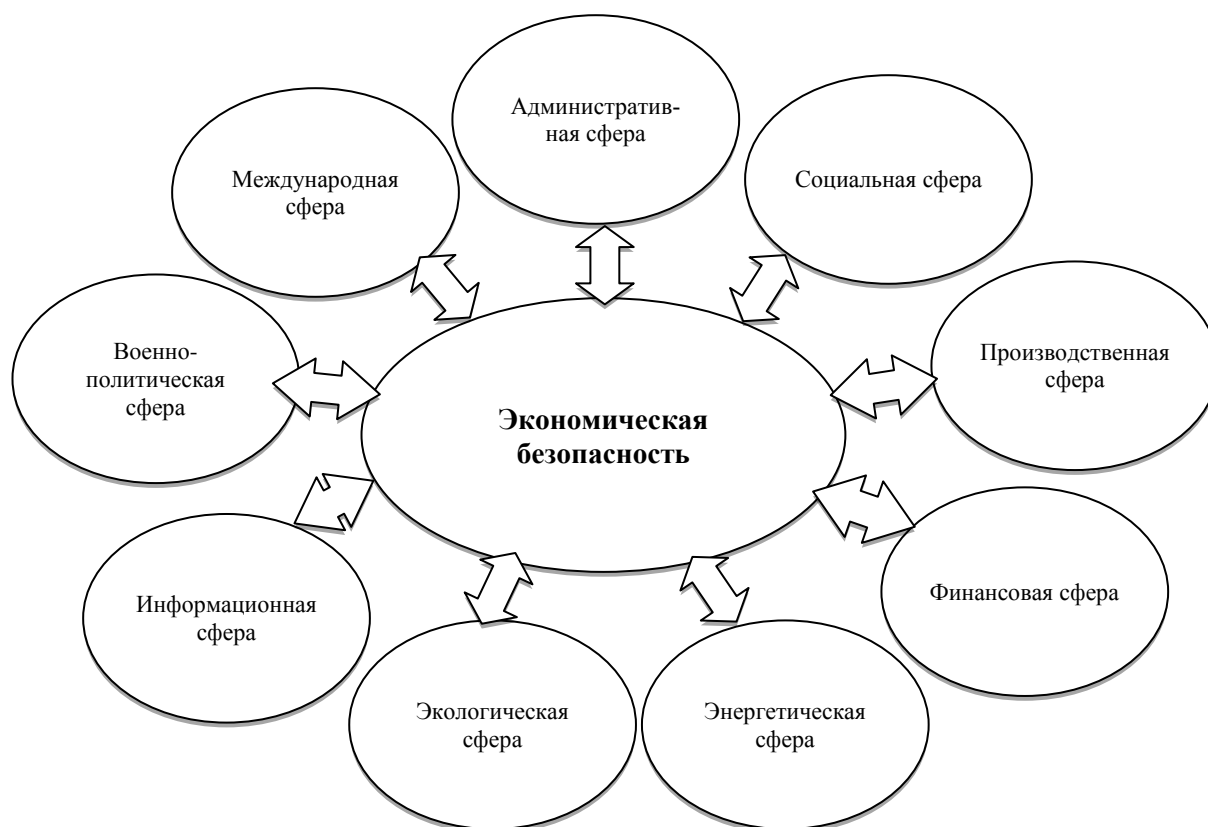 Административ-
ная сфера
Международная
сфера
Социальная сфера
Военно-
политическая
сфера
Производственная
сфера
Экономическая
безопасность
Информационная
сфера
Финансовая сфера
Экологическая
сфера
Энергетическая
сфера